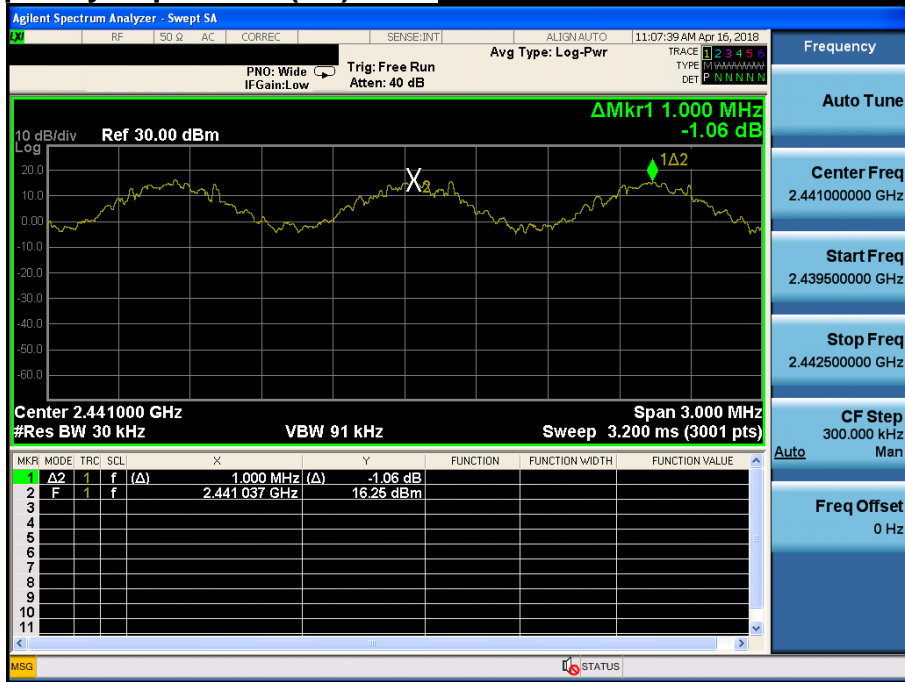 Agilent Spectrum Analyzer - Swept SA
LXI RF 50 Ω AC CORREC SENSE:INT ALIGN AUTO 11:07:39 AM Apr 16, 2018
Avg Type: Log-Pwr
TRACE 1 2 3 4 5 6
PNO: Wide Trig: Free Run
TYPE M WWWWW
IFGain:Low Atten: 40 dB
DET P N N N N N
ΔMkr1 1.000 MHz
-1.06 dB
10 dB/div Ref 30.00 dBm
Log
20.0
10.0
0.00
-10.0
-20.0
-30.0
-40.0
-50.0
-60.0
X2
1Δ2
Center 2.441000 GHz Span 3.000 MHz
#Res BW 30 kHz VBW 91 kHz Sweep 3.200 ms (3001 pts)
MKR MODE TRC SCL X Y FUNCTION FUNCTION WIDTH FUNCTION VALUE
1 Δ2 1 f (Δ) 1.000 MHz (Δ) -1.06 dB
2 F 1 f 2.441 037 GHz 16.25 dBm
3
4
5
6
7
8
9
10
11
MSG STATUS
Frequency
Auto Tune
Center Freq
2.441000000 GHz
Start Freq
2.439500000 GHz
Stop Freq
2.442500000 GHz
CF Step
300.000 kHz
Auto Man
Freq Offset
0 Hz